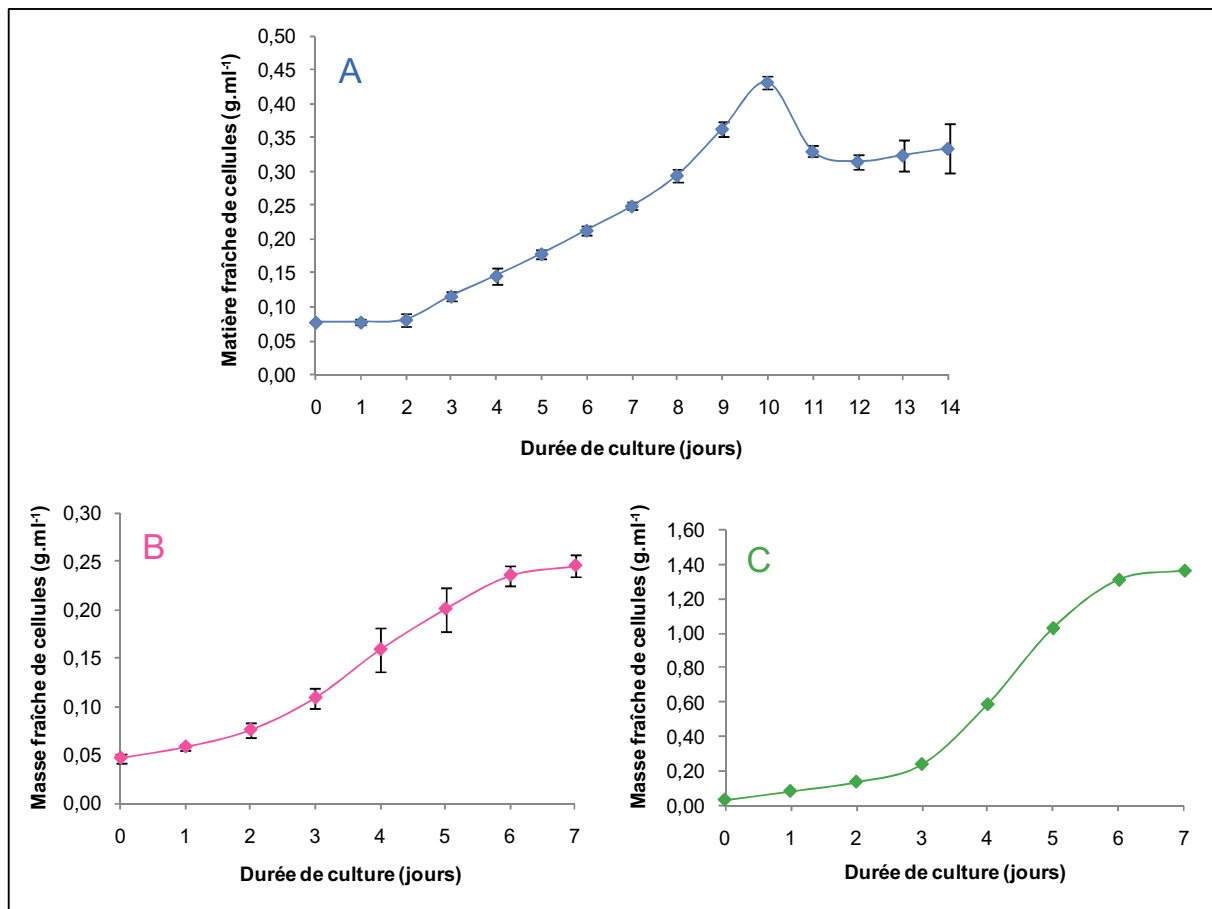 A
Matière fraîche de cellules (g.ml-1)
0,50
0,45
0,40
0,35
0,30
0,25
0,20
0,15
0,10
0,05
0,00
0 1 2 3 4 5 6 7 8 9 10 11 12 13 14
Durée de culture (jours)
B
Masse fraîche de cellules (g.ml-1)
0,30
0,25
0,20
0,15
0,10
0,05
0,00
0 1 2 3 4 5 6 7
Durée de culture (jours)
C
Masse fraîche de cellules (g.ml-1)
1,60
1,40
1,20
1,00
0,80
0,60
0,40
0,20
0,00
0 1 2 3 4 5 6 7
Durée de culture (jours)